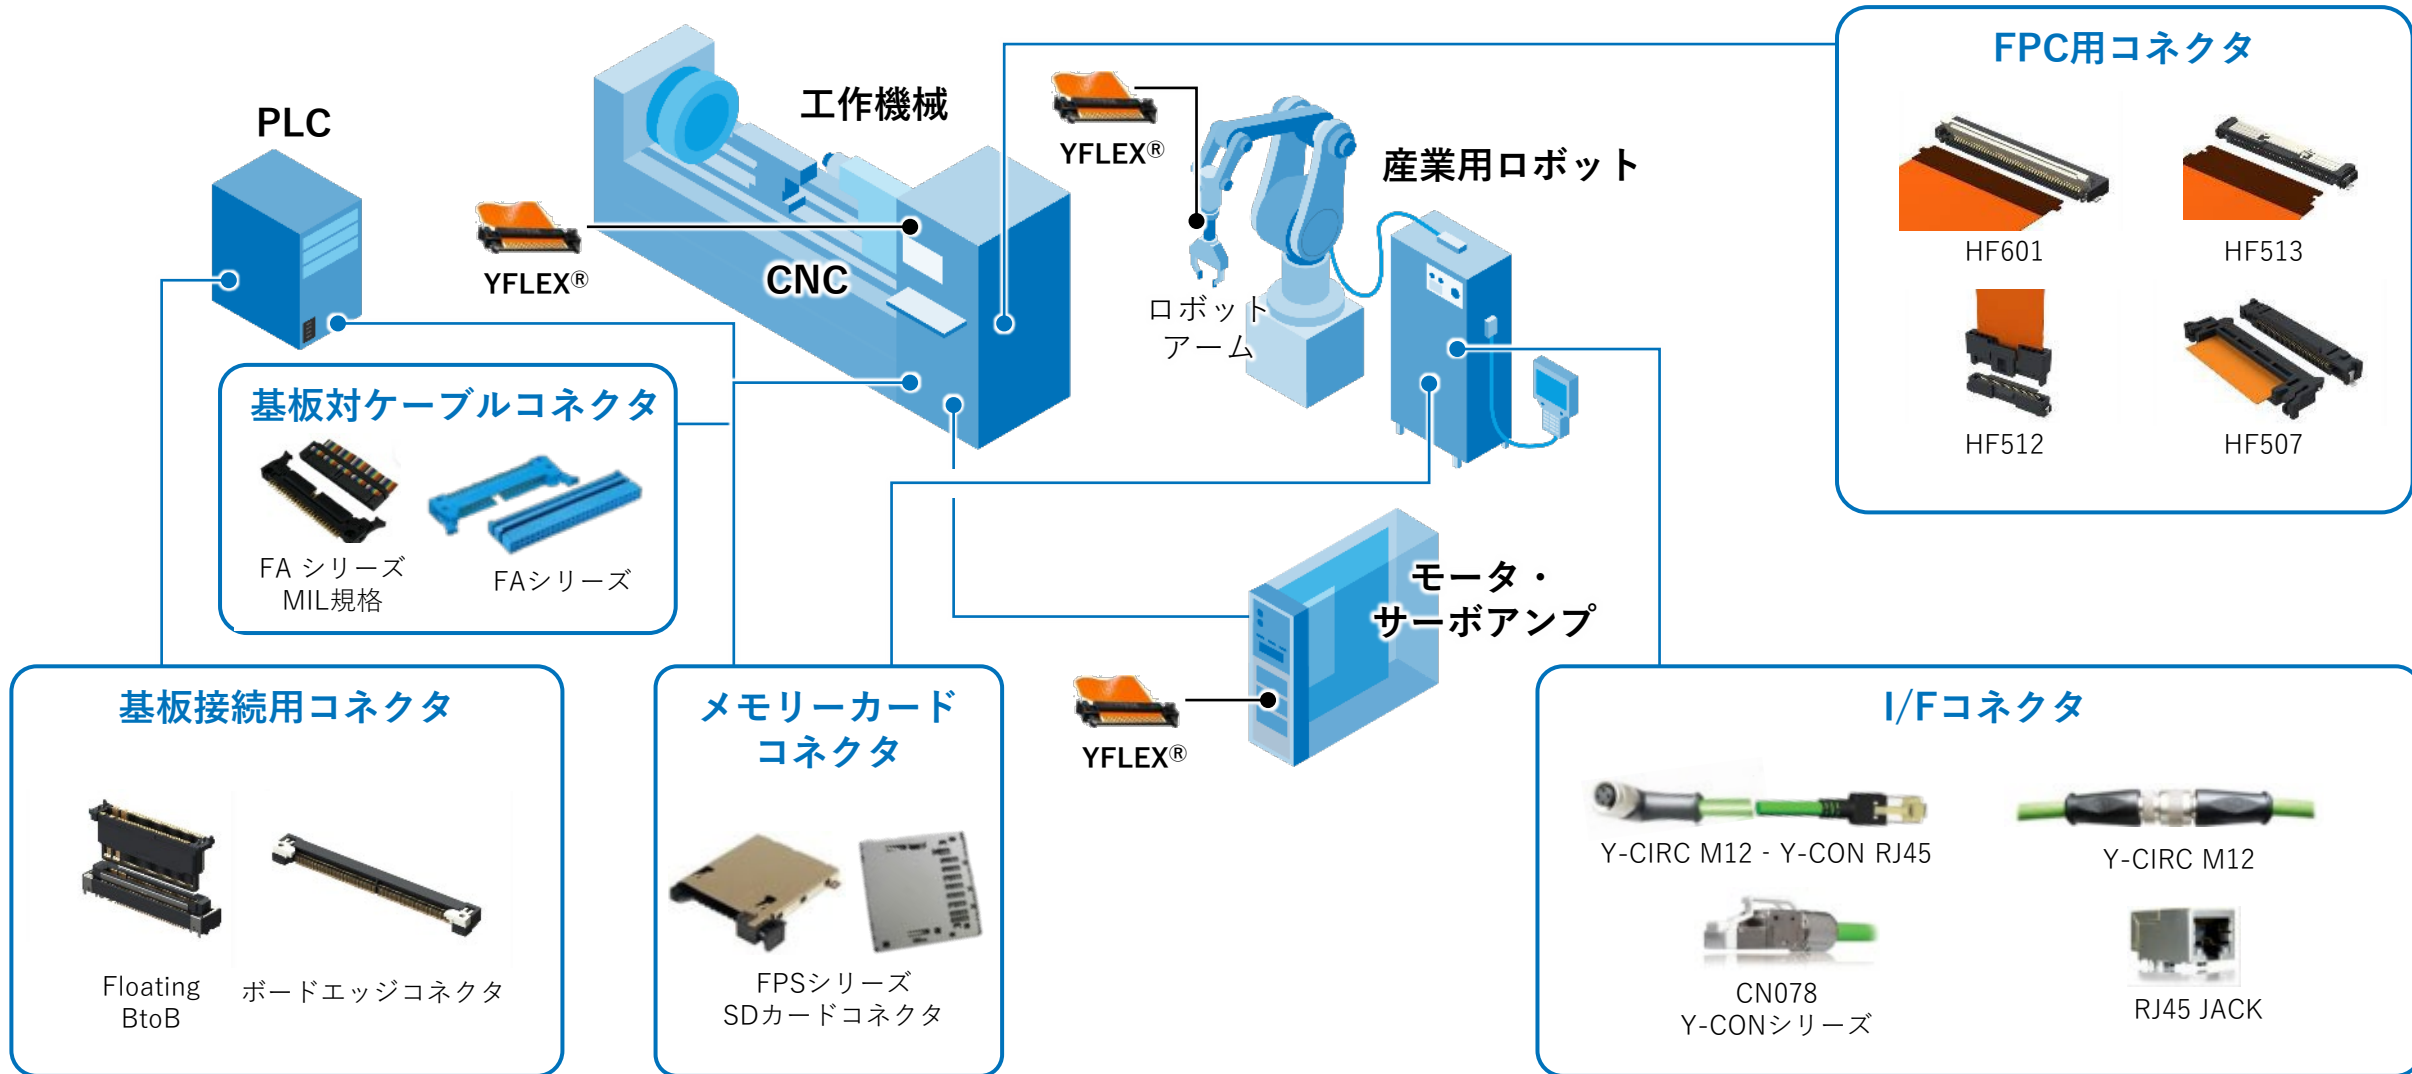 PLC
工作機械
YFLEX®
CNC
YFLEX®
産業用ロボット
ロボット
アーム
FPC用コネクタ
HF601
HF513
HF512
HF507
基板対ケーブルコネクタ
FA シリーズ
MIL規格
FAシリーズ
モータ・
サーボアンプ
YFLEX®
基板接続用コネクタ
Floating
BtoB
ボードエッジコネクタ
メモリーカード
コネクタ
FPSシリーズ
SDカードコネクタ
I/Fコネクタ
Y-CIRC M12 - Y-CON RJ45
Y-CIRC M12
CN078
Y-CONシリーズ
RJ45 JACK